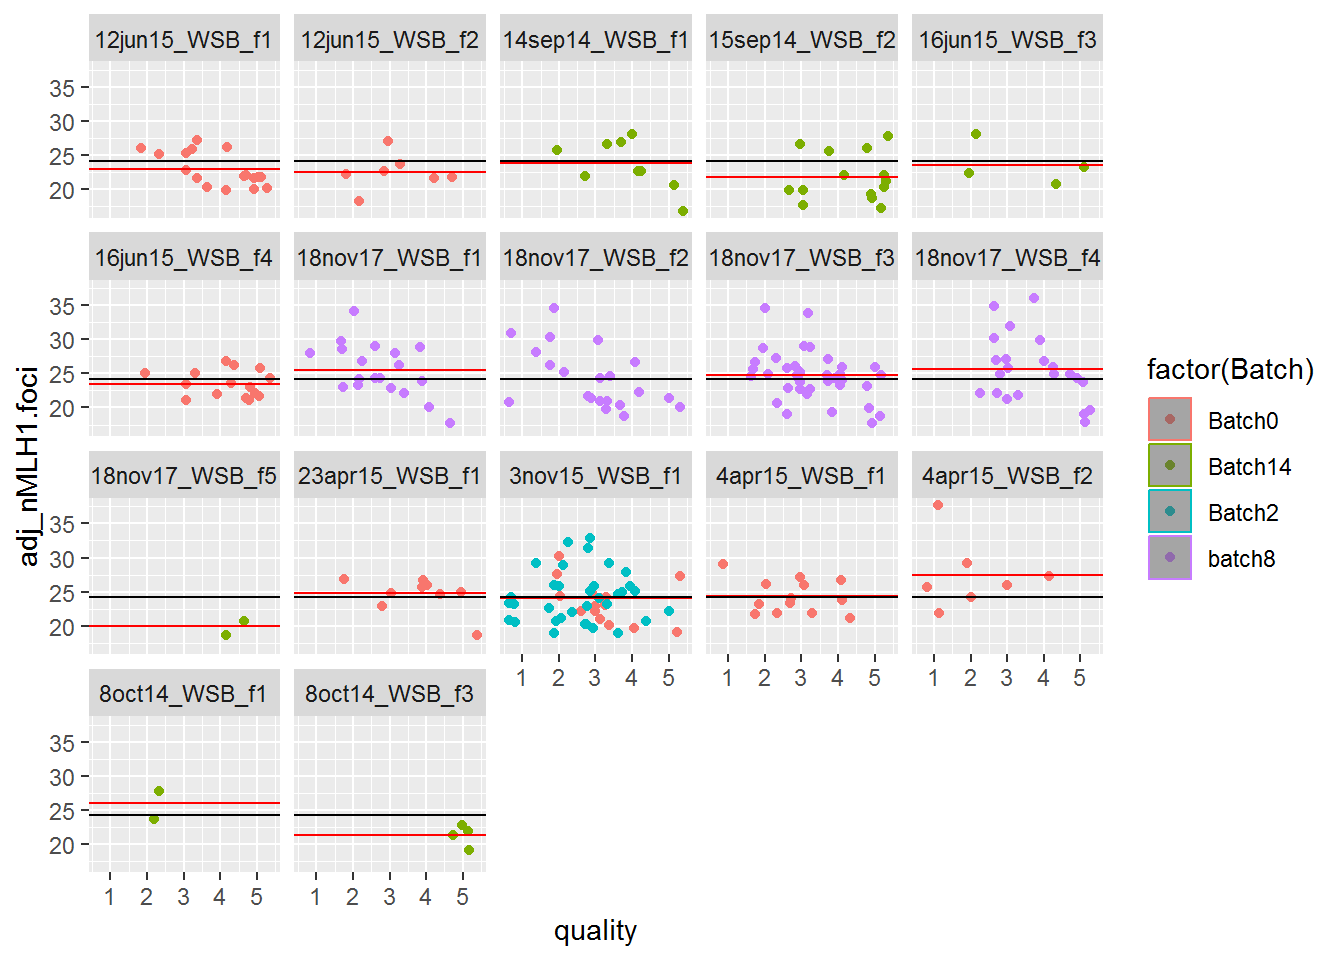 12jun15_WSB_f1 12jun15_WSB_f2 14sep14_WSB_f1 15sep14_WSB_f2 16jun15_WSB_f3
35
30
25
20
16jun15_WSB_f4 18nov17_WSB_f1 18nov17_WSB_f2 18nov17_WSB_f3 18nov17_WSB_f4
35
30
25
20
18nov17_WSB_f5 23apr15_WSB_f1 3nov15_WSB_f1 4apr15_WSB_f1 4apr15_WSB_f2
35
30
25
20
1 2 3 4 5 1 2 3 4 5 1 2 3 4 5
8oct14_WSB_f1 8oct14_WSB_f3
35
30
25
20
1 2 3 4 5 1 2 3 4 5
quality
adj_nMLH1.foci
factor(Batch)
Batch0
Batch14
Batch2
batch8